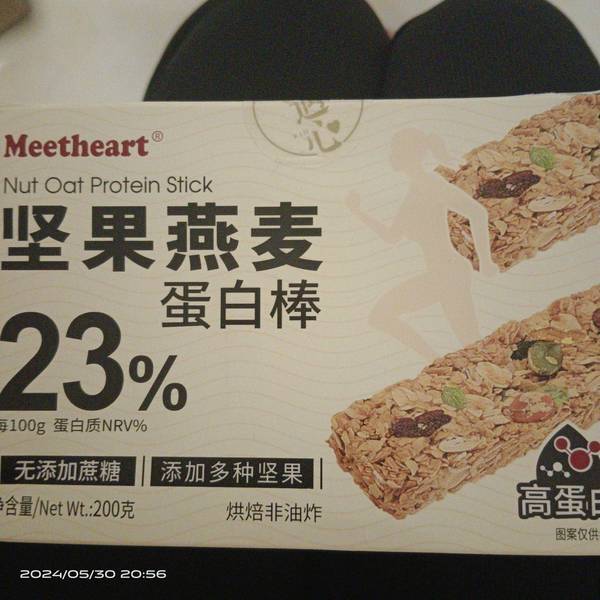 遇心
Meetheart®
Nut Oat Protein Stick
坚果燕麦
蛋白棒
23%
每100g 蛋白质NRV%
无添加蔗糖
添加多种坚果
净含量/Net Wt.:200克
烘焙非油炸
高蛋白
图案仅供
2024/05/30 20:56